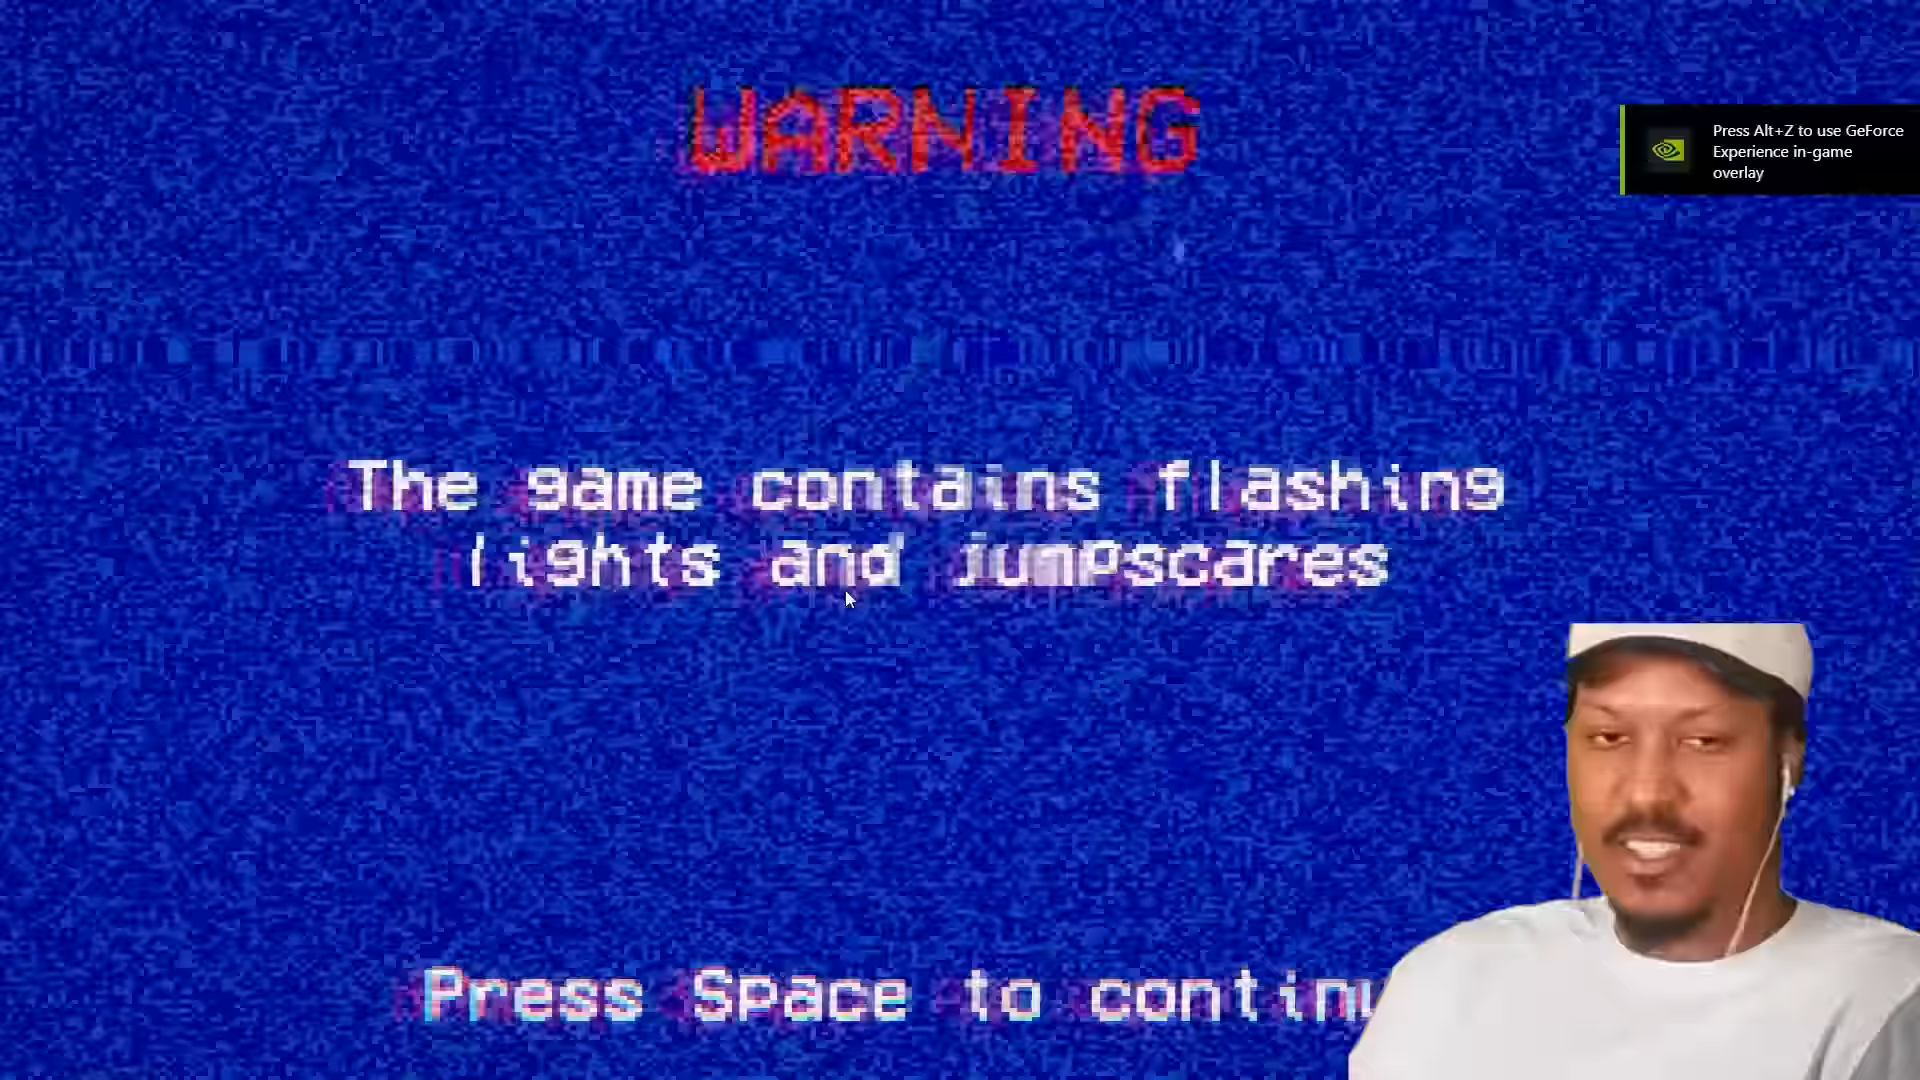 WARNING
Press Alt+Z to use GeForce
Experience in-game
overlay
The game contains flashing
lights and jumpscares
Press Space to continu